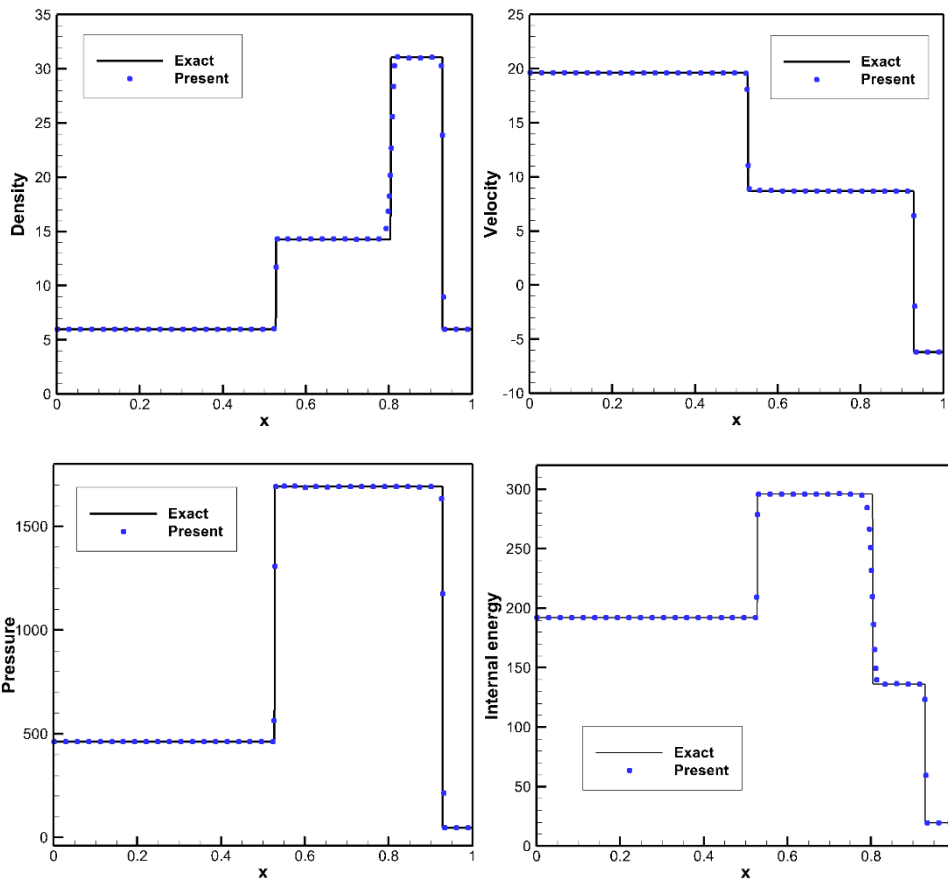 35
30
25
20
15
10
5
0
Density
Exact
Present
0 0.2 0.4 0.6 0.8 1
x
25
20
15
10
5
0
-5
-10
Velocity
Exact
Present
0 0.2 0.4 0.6 0.8 1
x
1500
1000
500
0
Pressure
Exact
Present
0 0.2 0.4 0.6 0.8 1
x
300
250
200
150
100
50
0
Internal energy
Exact
Present
0 0.2 0.4 0.6 0.8
x